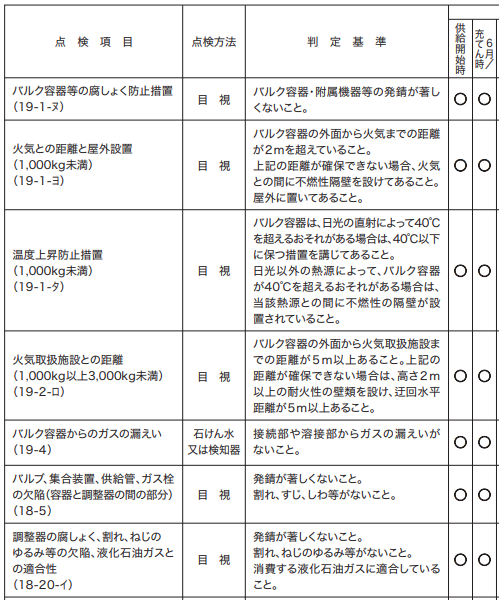 点検項目
点検方法
判定基準
供給開始時
充てん時
6月/
バルク容器等の腐しょく防止措置
（19-1-ヌ）
目視
バルク容器・附属機器等の発錆が著し
くないこと。
○
○
火気との距離と屋外設置
（1,000kg未満）
（19-1-ヨ）
目視
バルク容器の外面から火気までの距離
が2mを超えていること。
上記の距離が確保できない場合、火気
との間に不燃性隔壁を設けてあること。
屋外に置いてあること。
○
○
温度上昇防止措置
（1,000kg未満）
（19-1-タ）
目視
バルク容器は、日光の直射によって40℃
を超えるおそれがある場合は、40℃以下
に保つ措置を講じてあること。
日光以外の熱源によって、バルク容器
が40℃を超えるおそれがある場合は、
当該熱源との間に不燃性の隔壁が設
置されていること。
○
○
火気取扱施設との距離
（1,000kg以上3,000kg未満）
（19-2-ロ）
目視
バルク容器の外面から火気取扱施設ま
での距離が5m以上あること。上記の
距離が確保できない場合は、高さ2m
以上の耐火性の壁類を設け、迂回水平
距離が5m以上あること。
○
○
バルク容器からのガスの漏えい
（19-4）
石けん水
又は検知器
接続部や溶接部からガスの漏えいが
ないこと。
○
○
バルブ、集合装置、供給管、ガス栓
の欠陥（容器と調整器の間の部分）
（18-5）
目視
発錆が著しくないこと。
割れ、すじ、しわ等がないこと。
○
○
調整器の腐しょく、割れ、ねじの
ゆるみ等の欠陥、液化石油ガスと
の適合性
（18-20-イ）
目視
発錆が著しくないこと。
割れ、ねじのゆるみ等がないこと。
消費する液化石油ガスに適合している
こと。
○
○